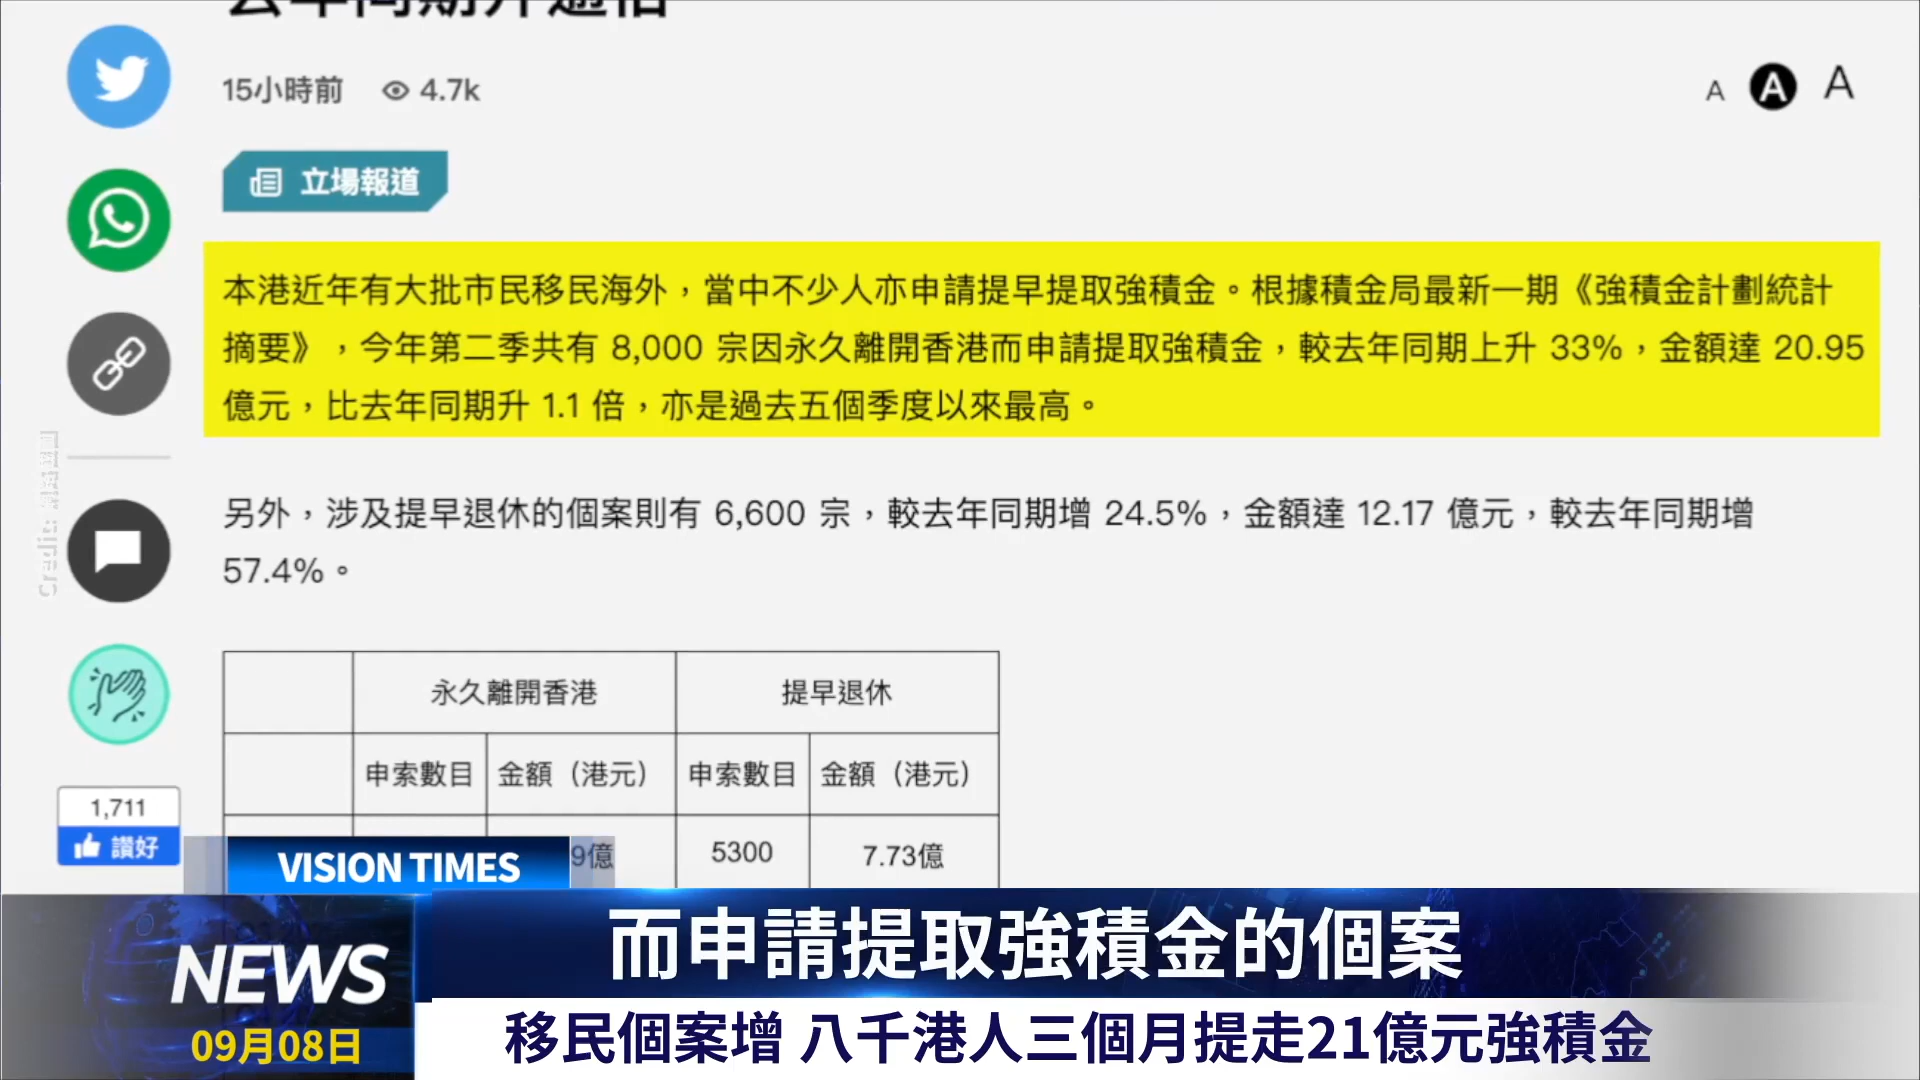 15小時前 4.7k
A A A
立場報道
本港近年有大批市民移民海外，當中不少人亦申請提早提取強積金。根據積金局最新一期《強積金計劃統計
摘要》，今年第二季共有 8,000 宗因永久離開香港而申請提取強積金，較去年同期上升 33%，金額達 20.95
億元，比去年同期升 1.1 倍，亦是過去五個季度以來最高。
另外，涉及提早退休的個案則有 6,600 宗，較去年同期增 24.5%，金額達 12.17 億元，較去年同期增
57.4%。
永久離開香港 提早退休
申索數目 金額（港元） 申索數目 金額（港元）
9億 5300 7.73億
1,711
讚好
Credit:
VISION TIMES
NEWS
09月08日
而申請提取強積金的個案
移民個案增 八千港人三個月提走21億元強積金